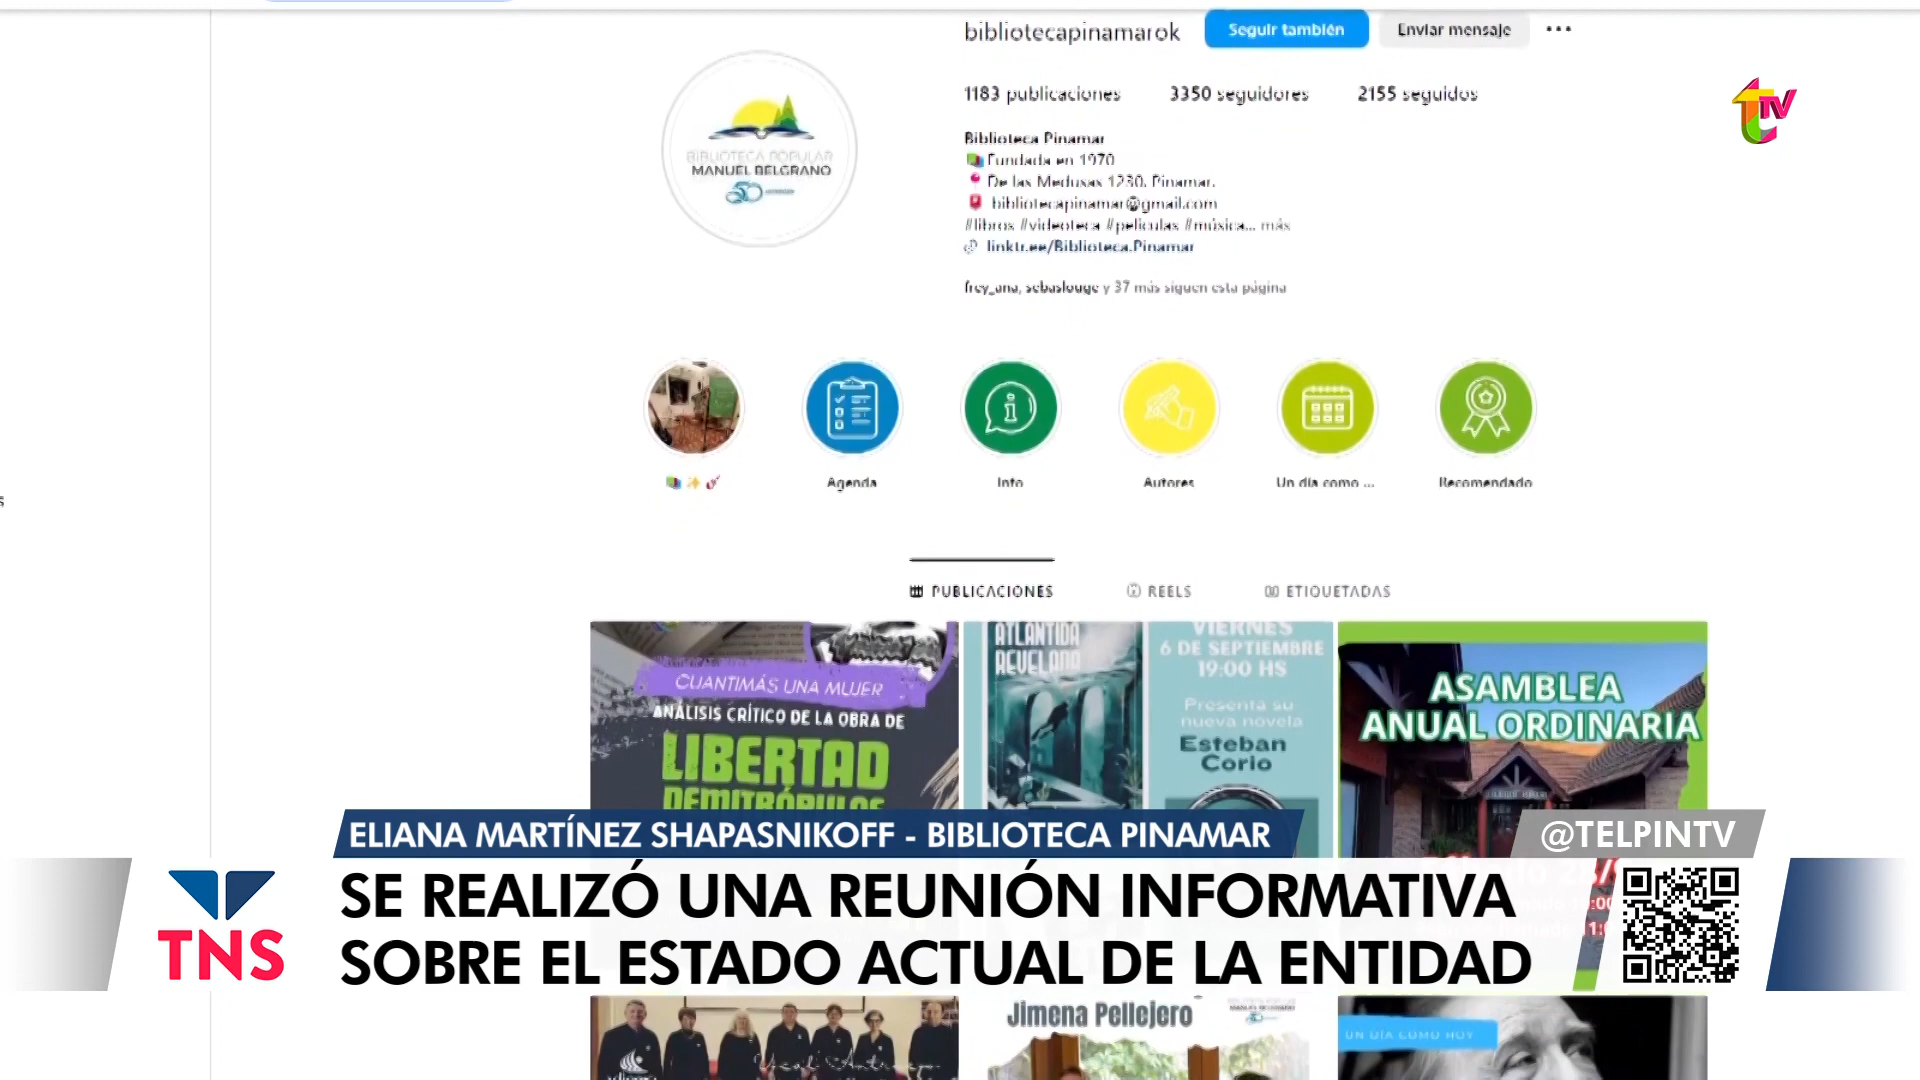 bibliotecapinamarok
Seguir también
Enviar mensaje
TV
1183 publicaciones
3350 seguidores
2155 seguidos
Biblioteca Pinamar
Fundada en 1970
De las Medusas 1230. Pinamar.
bibliotecapinamar@gmail.com
#libros #videoteca #peliculas #música... más
linktr.ee/Biblioteca.Pinamar
frey_ana, sebaslouge y 37 más siguen esta página
BIBLIOTECA POPULAR
MANUEL BELGRANO
50
Agenda
Info
Autores
Un día como ...
Recomendado
PUBLICACIONES
REELS
ETIQUETADAS
CUANTIMÁS UNA MUJER
ANÁLISIS CRÍTICO DE LA OBRA DE
LIBERTAD
DEMITRÓPULOS
ATLANTIDA
REVELADA
VIERNES
6 DE SEPTIEMBRE
19:00 HS
Presenta su
nueva novela
Esteban
Corio
ASAMBLEA
ANUAL ORDINARIA
ELIANA MARTÍNEZ SHAPASNIKOFF - BIBLIOTECA PINAMAR
@TELPINTV
TNS
SE REALIZÓ UNA REUNIÓN INFORMATIVA
SOBRE EL ESTADO ACTUAL DE LA ENTIDAD
Jimena Pellejero
UN DÍA COMO HOY